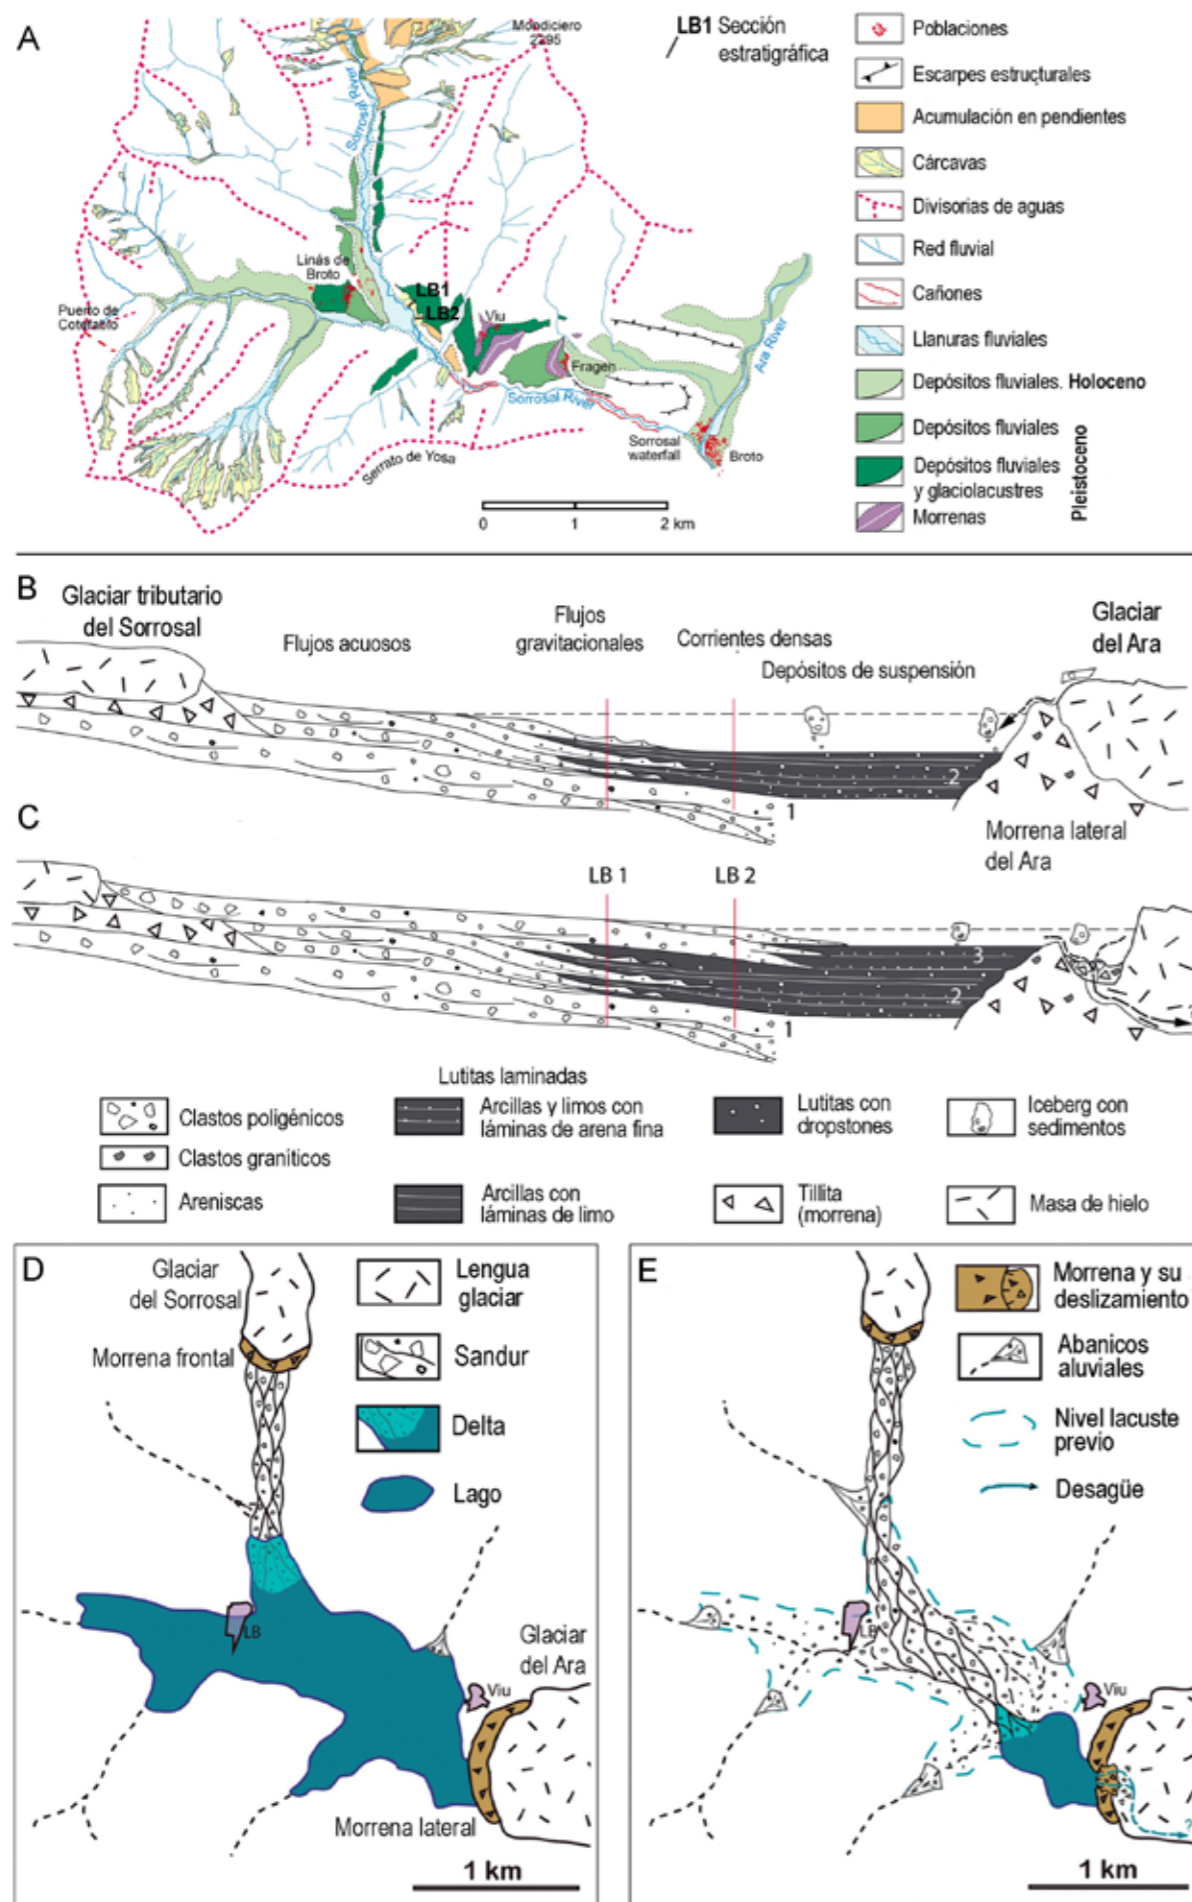 A
Mondiciero
2295
LB1 Sección
estratigráfica
Sorrosal River
Linás de
Broto
Puerto de
Cotefablo
LB1
LB2
Viu
Fragen
Sorrosal River
Ara River
Sorrosal
waterfall
Broto
Serrato de Yosa
0 1 2 km
Poblaciones
Escarpes estructurales
Acumulación en pendientes
Cárcavas
Divisorias de aguas
Red fluvial
Cañones
Llanuras fluviales
Depósitos fluviales. Holoceno
Depósitos fluviales
Depósitos fluviales
y glaciolacustres
Morrenas
Pleistoceno
B
Glaciar tributario
del Sorrosal
Flujos acuosos
Flujos
gravitacionales
Corrientes densas
Depósitos de suspensión
Glaciar
del Ara
2
1
Morrena lateral
del Ara
C
LB 1
LB 2
3
2
1
Lutitas laminadas
Clastos poligénicos
Clastos graníticos
Areniscas
Arcillas y limos con
láminas de arena fina
Arcillas con
láminas de limo
Lutitas con
dropstones
Tillita
(morrena)
Iceberg con
sedimentos
Masa de hielo
D
Glaciar
del Sorrosal
Morrena frontal
Lengua
glaciar
Sandur
Delta
Lago
LB
Glaciar
del Ara
Viu
Morrena lateral
1 km
E
Morrena y su
deslizamiento
Abanicos
aluviales
Nivel lacuste
previo
Desagüe
LB
Viu
?
1 km